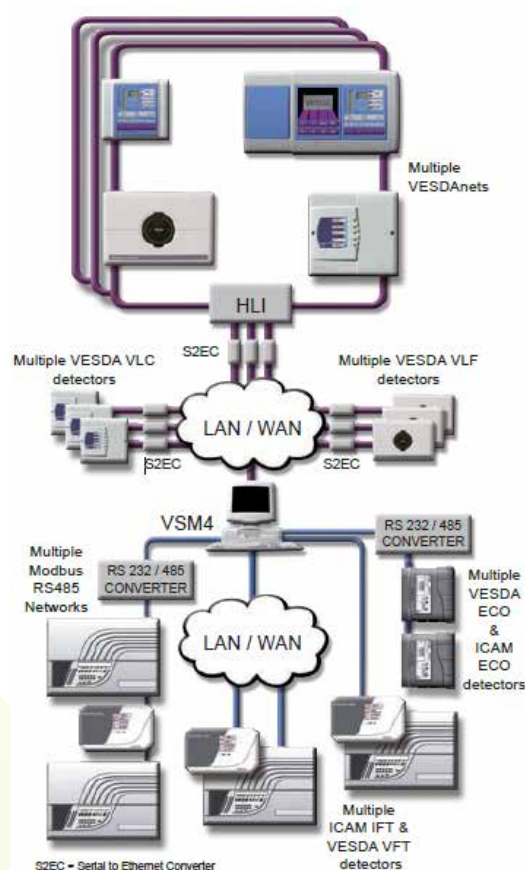 Multiple
VESDAnets
HLI
S2EC
Multiple VESDA VLC
detectors
Multiple VESDA VLF
detectors
LAN / WAN
S2EC
S2EC
VSM4
RS 232 / 485
CONVERTER
Multiple
Modbus
RS485
Networks
RS 232 / 485
CONVERTER
Multiple
VESDA
ECO
&
ICAM
ECO
detectors
LAN / WAN
Multiple
ICAM IFT &
VESDA VFT
detectors
S2EC = Serial to Ethernet Converter